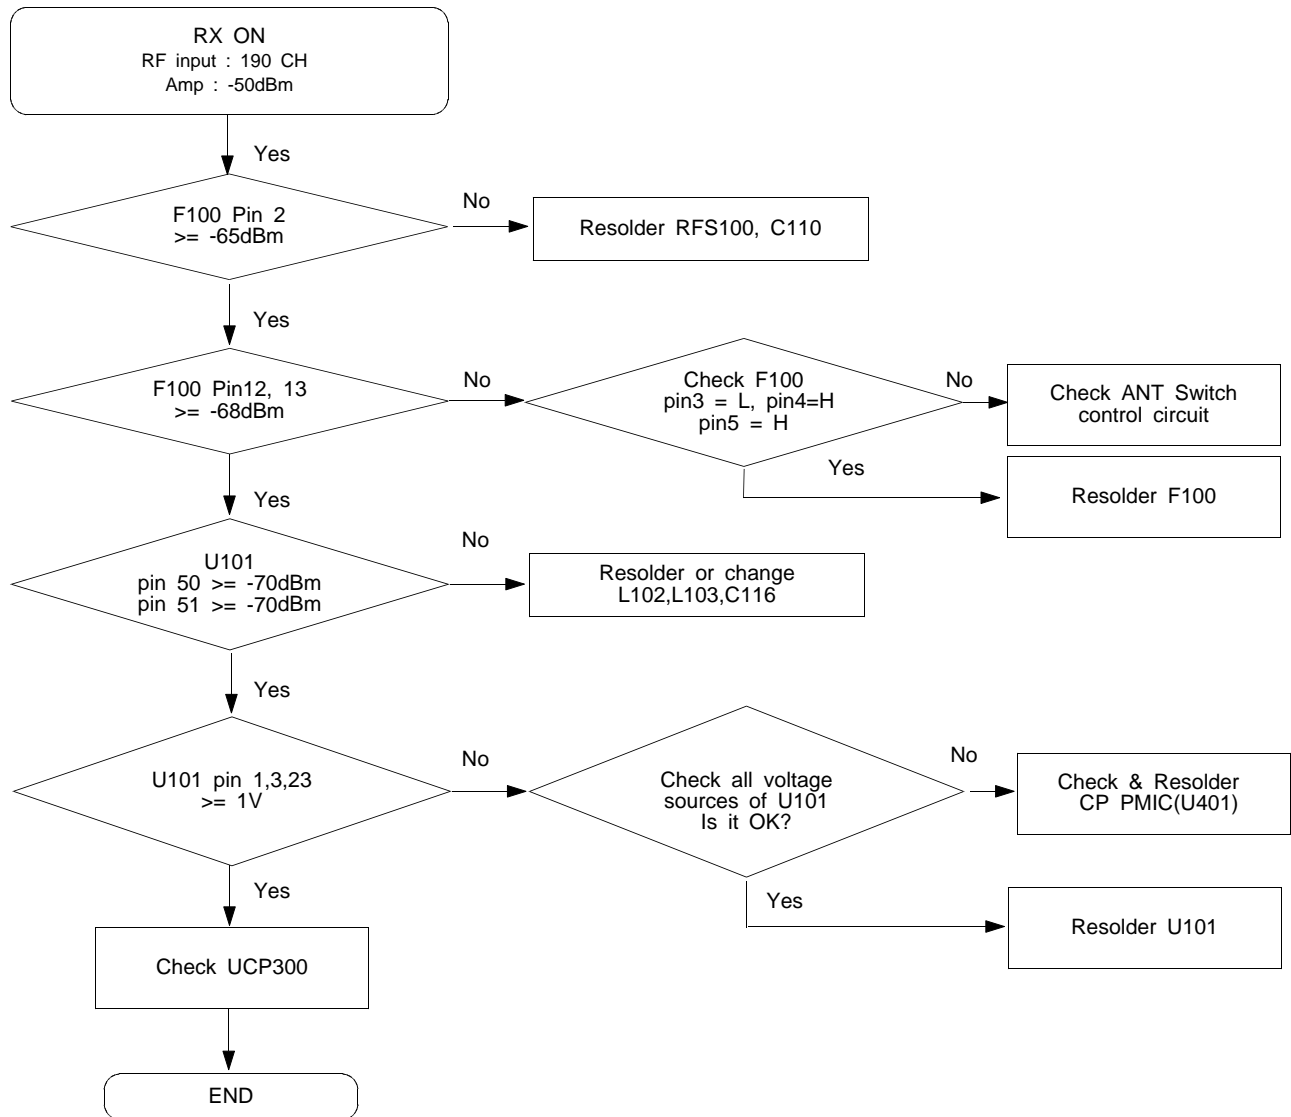 RX ON
RF input : 190 CH
Amp : -50dBm
Yes
F100 Pin 2
>= -65dBm
No
Resolder RFS100, C110
Yes
F100 Pin12, 13
>= -68dBm
No
Check F100
pin3 = L, pin4=H
pin5 = H
No
Check ANT Switch
control circuit
Yes
Resolder F100
Yes
U101
pin 50 >= -70dBm
pin 51 >= -70dBm
No
Resolder or change
L102,L103,C116
Yes
U101 pin 1,3,23
>= 1V
No
Check all voltage
sources of U101
Is it OK?
No
Check & Resolder
CP PMIC(U401)
Yes
Resolder U101
Yes
Check UCP300
END